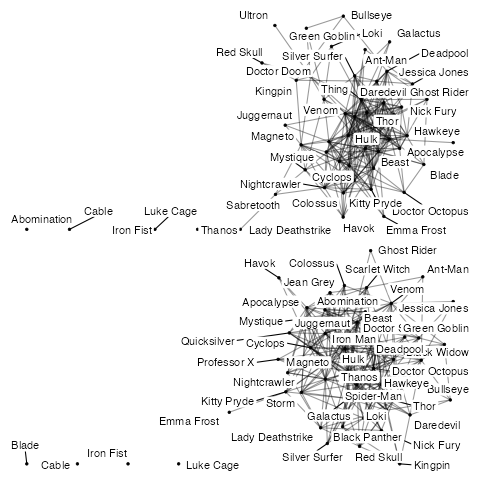 Ultron
Bullseye
Green Goblin
Loki
Galactus
Red Skull
Silver Surfer
Ant-Man
Deadpool
Doctor Doom
Jessica Jones
Kingpin
Thing
Daredevil
Ghost Rider
Juggernaut
Venom
Thor
Nick Fury
Magneto
Hulk
Hawkeye
Mystique
Beast
Apocalypse
Cyclops
Blade
Nightcrawler
Sabretooth
Colossus
Kitty Pryde
Doctor Octopus
Abomination
Cable
Luke Cage
Iron Fist
Thanos
Lady Deathstrike
Havok
Emma Frost
Ghost Rider
Havok
Colossus
Scarlet Witch
Ant-Man
Jean Grey
Venom
Apocalypse
Abomination
Jessica Jones
Mystique
Juggernaut
Beast
Doctor
Green Goblin
Quicksilver
Cyclops
Iron Man
Deadpool
Widow
Professor X
Magneto
Hulk
Doctor Octopus
Nightcrawler
Thanos
Hawkeye
Bullseye
Kitty Pryde
Storm
Spider-Man
Thor
Emma Frost
Galactus
Loki
Daredevil
Lady Deathstrike
Black Panther
Nick Fury
Blade
Iron Fist
Silver Surfer
Red Skull
Kingpin
Cable
Luke Cage